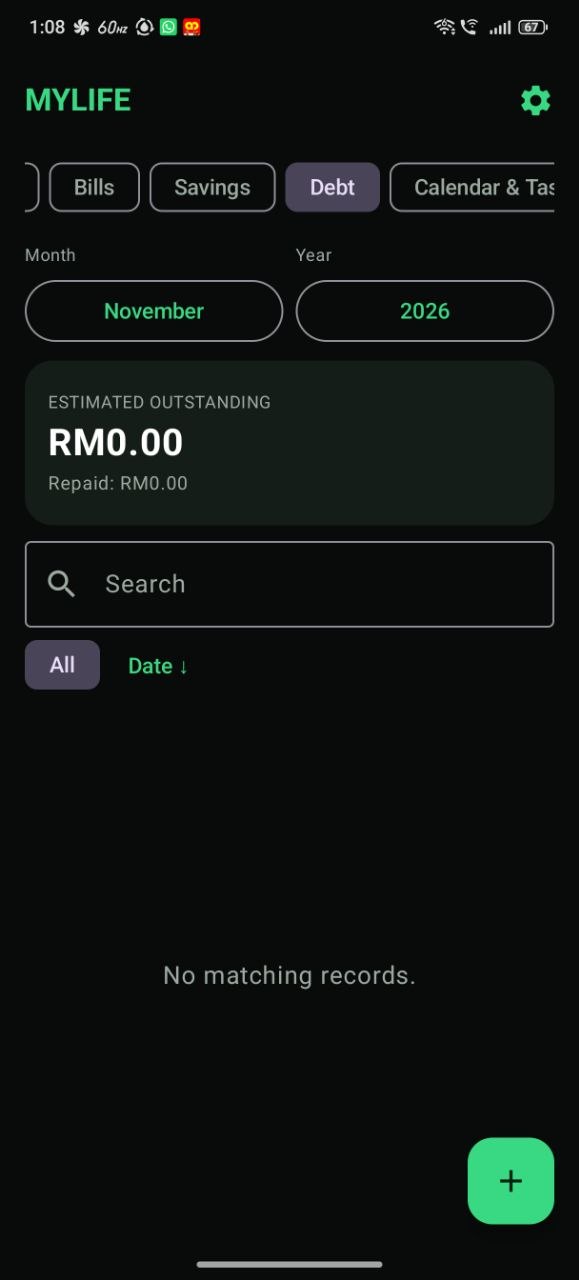 1:08 60HZ 67
MYLIFE
Bills Savings Debt Calendar & Tas
Month Year
November 2026
ESTIMATED OUTSTANDING
RM0.00
Repaid: RM0.00
Search
All Date ↓
No matching records.
+